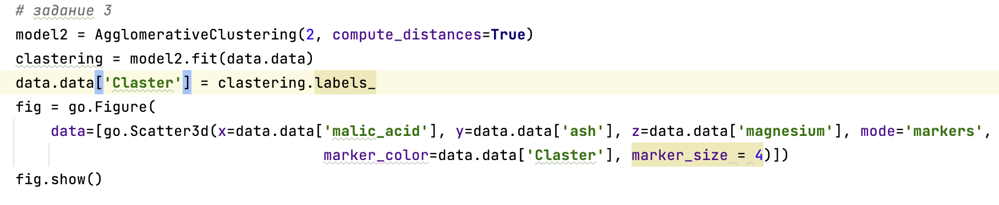 # задание 3
model2 = AgglomerativeClustering(2, compute_distances=True)
clastering = model2.fit(data.data)
data.data['Claster'] = clastering.labels_
fig = go.Figure(
data=[go.Scatter3d(x=data.data['malic_acid'], y=data.data['ash'], z=data.data['magnesium'], mode='markers',
marker_color=data.data['Claster'], marker_size = 4)])
fig.show()